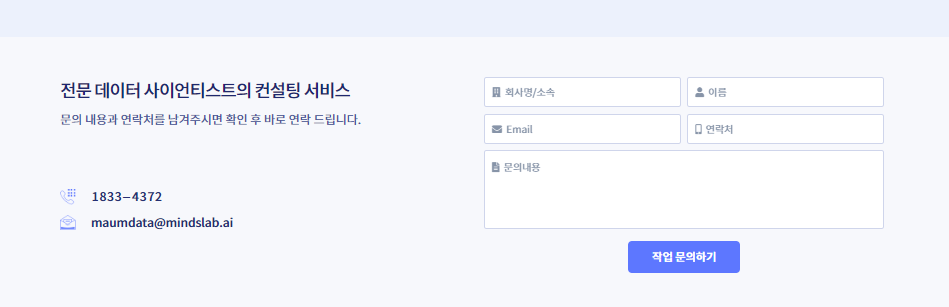 전문 데이터 사이언티스트의 컨설팅 서비스
문의 내용과 연락처를 남겨주시면 확인 후 바로 연락 드립니다.
1833-4372
maumdata@mindslab.ai
회사명/소속
이름
Email
연락처
문의내용
작업 문의하기